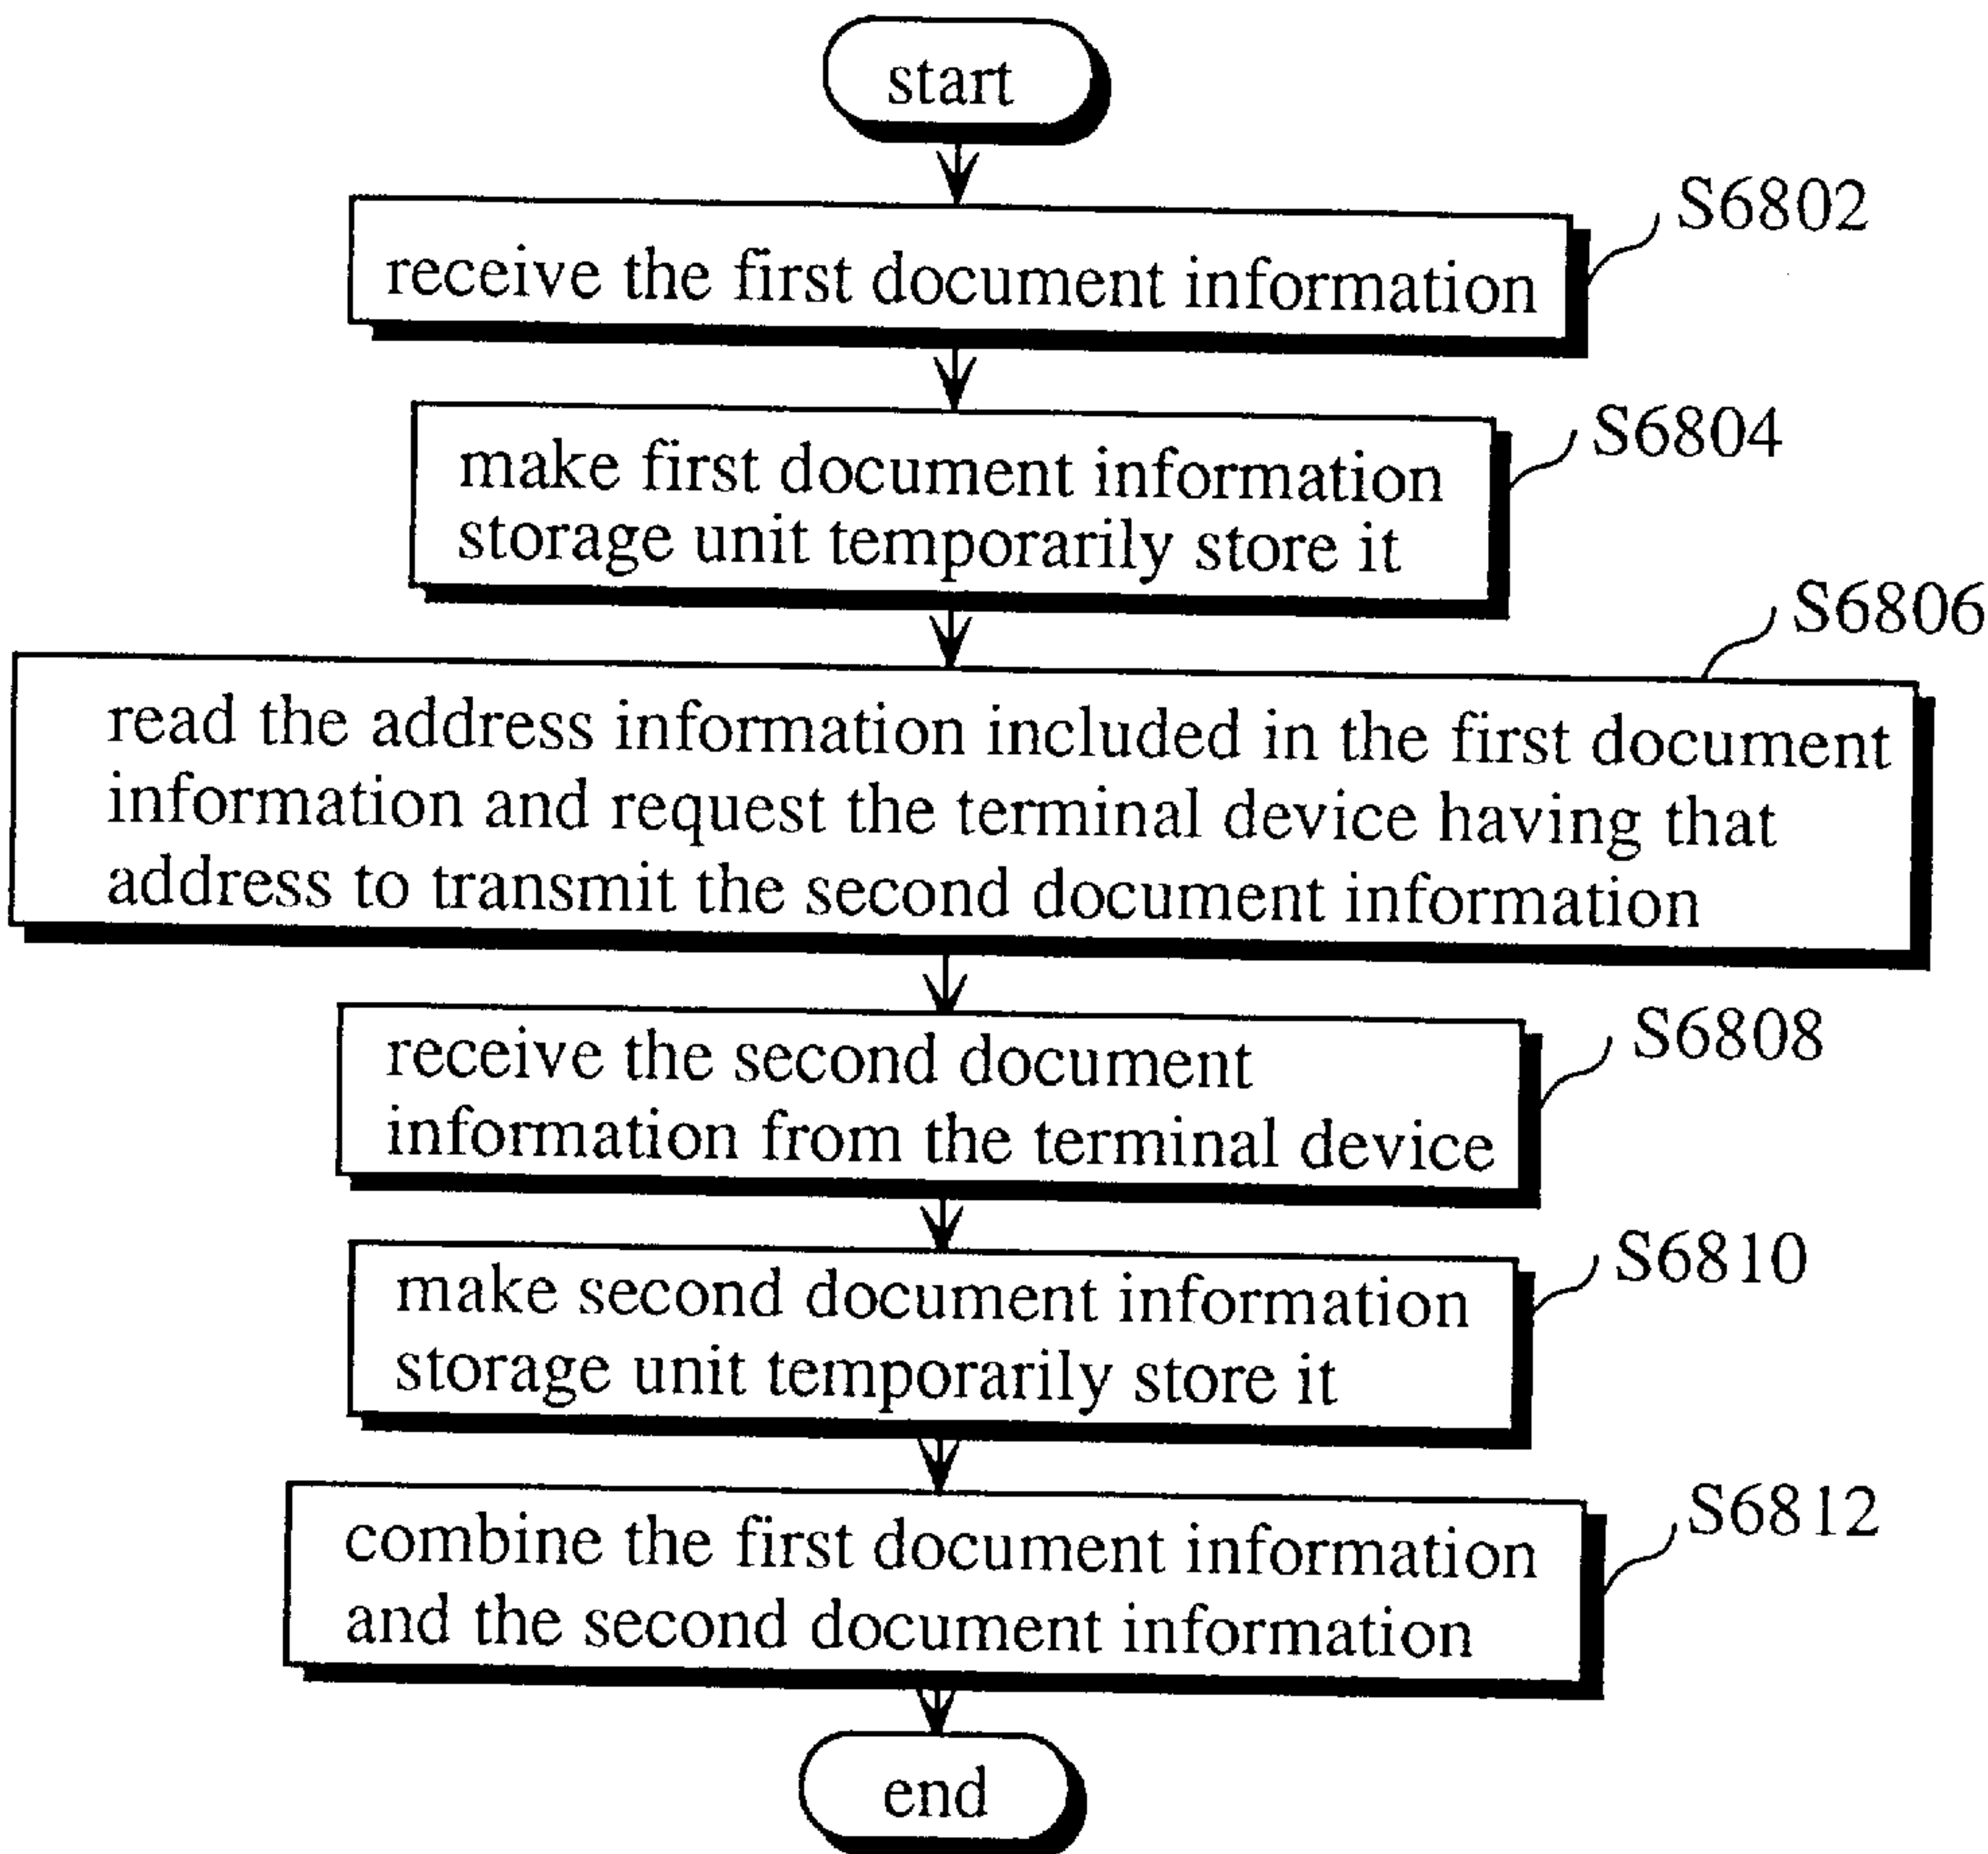 start
S6802
receive the first document information
S6804
make first document information
storage unit temporarily store it
S6806
read the address information included in the first document
information and request the terminal device having that
address to transmit the second document information
S6808
receive the second document
information from the terminal device
S6810
make second document information
storage unit temporarily store it
S6812
combine the first document information
and the second document information
end